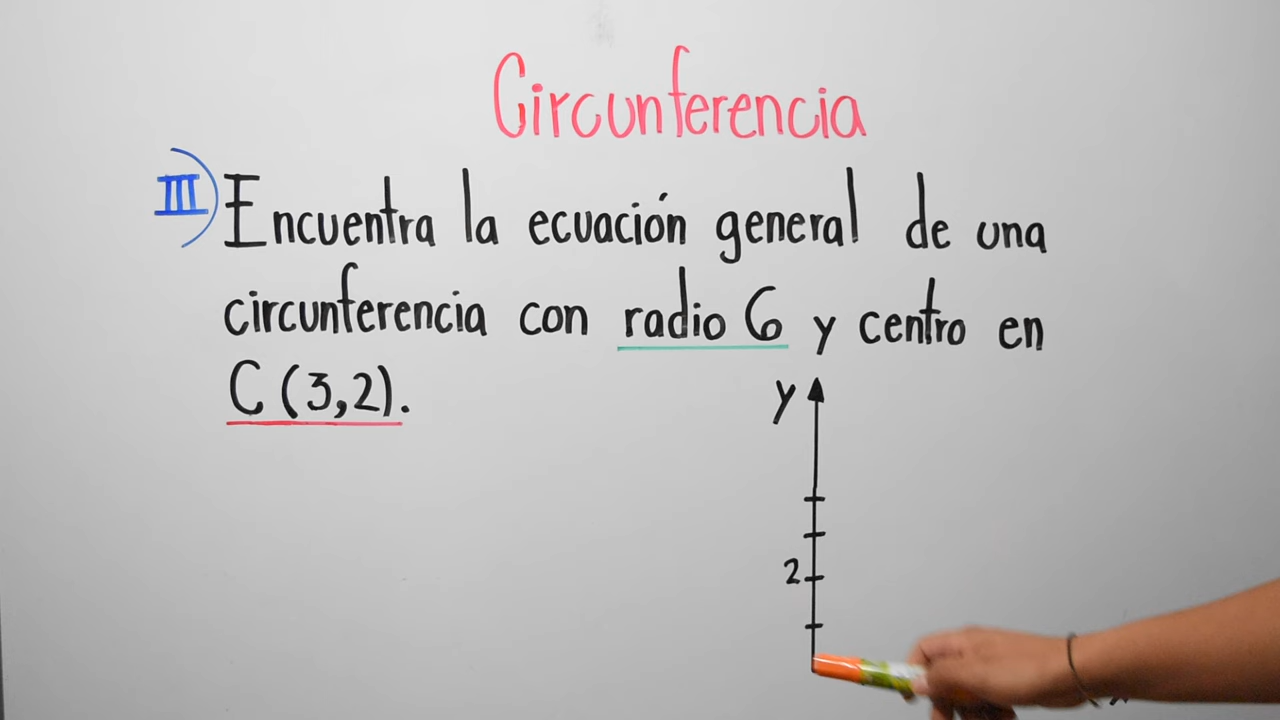 Circunferencia
III) Encuentra la ecuación general de una
circunferencia con radio 6 y centro en
C (3,2).
y
2